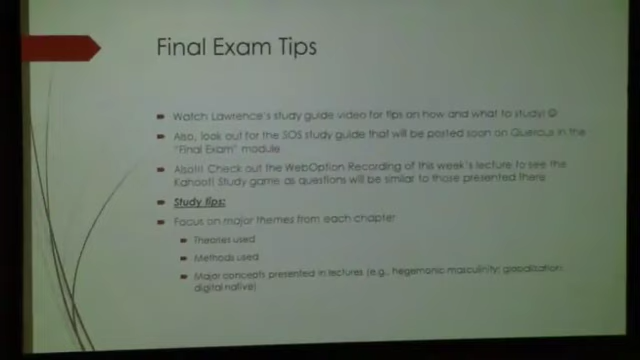 Final Exam Tips
Watch Lawrence's study guide video for tips on how and what to study! ☺
Also, look out for the SOS study guide that will be posted soon on Quercus in the
"Final Exam" module
Also!!! Check out the WebOption Recording of this week's lecture to see the
Kahoot! Study game as questions will be similar to those presented there
Study tips:
Focus on major themes from each chapter
Theories used
Methods used
Major concepts presented in lectures (e.g., hegemonic masculinity; globalization;
digital native)